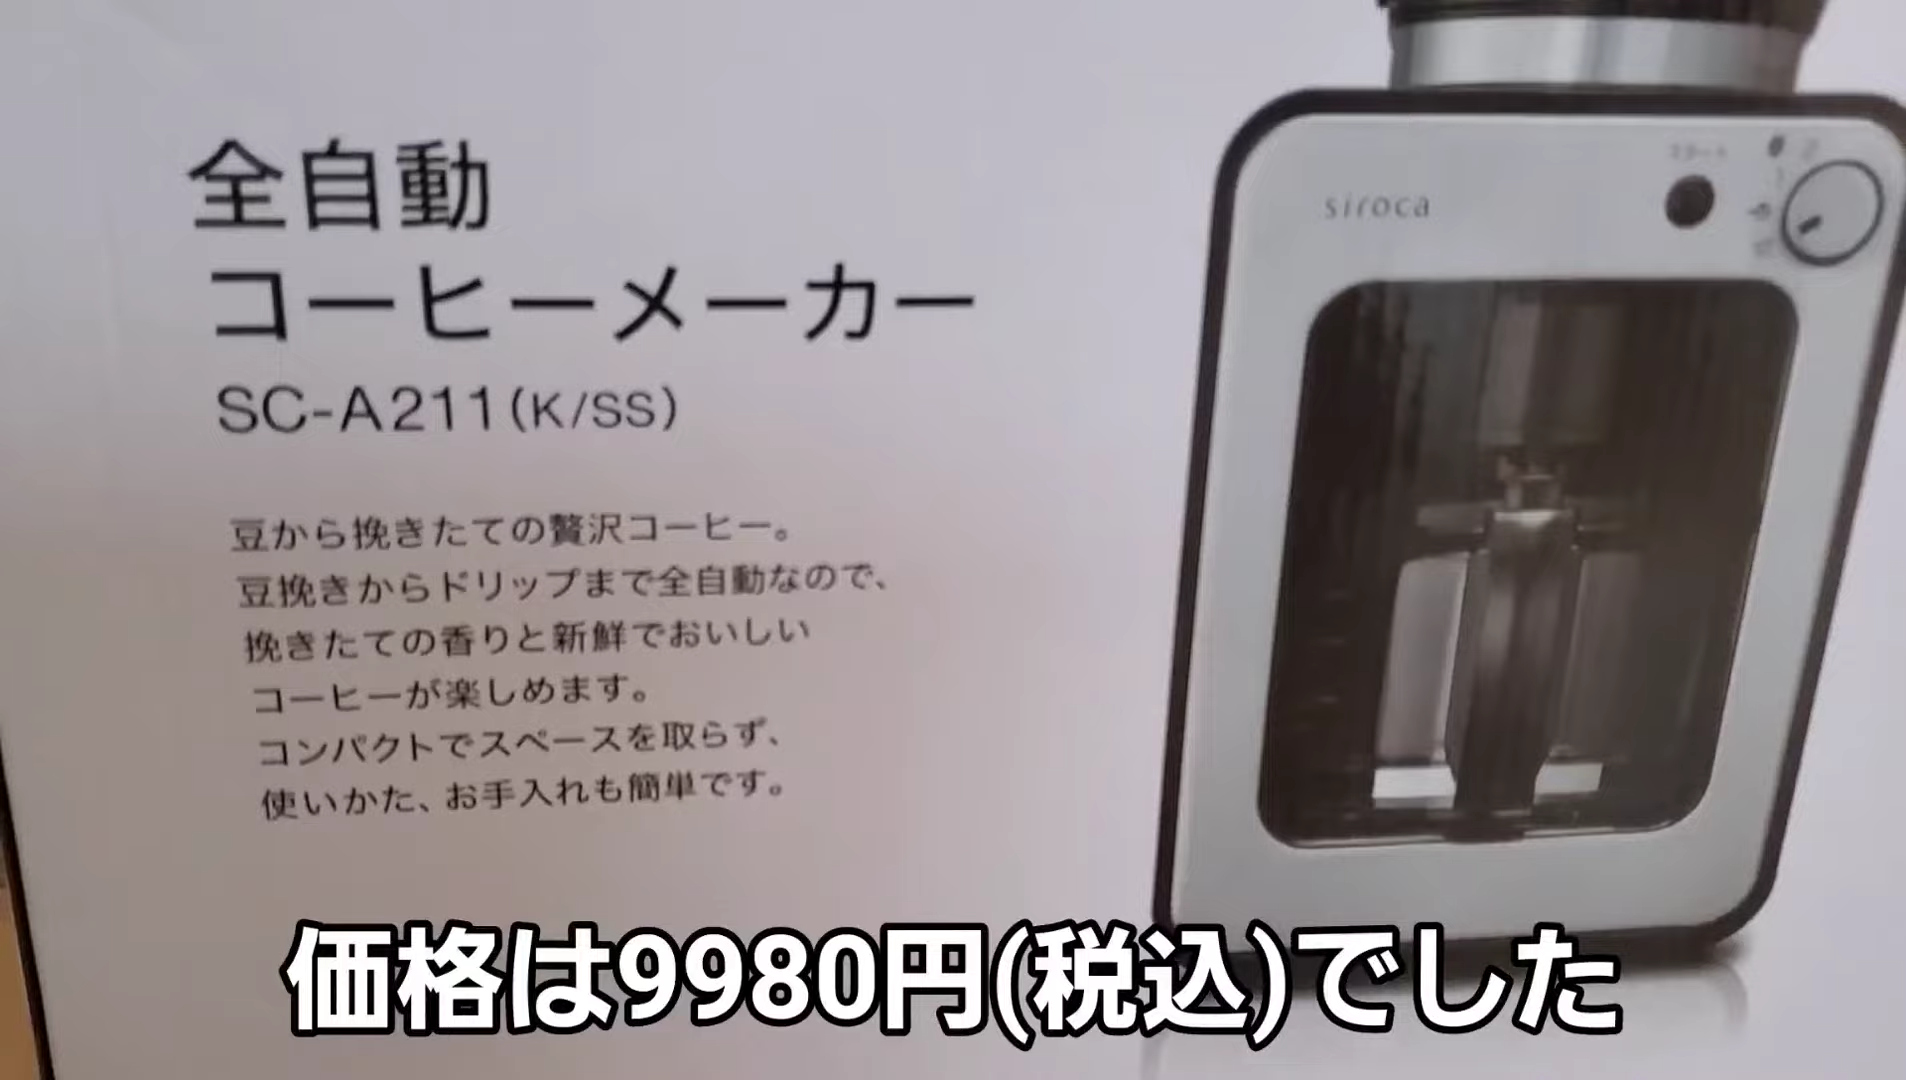 全自動
コーヒーメーカー
SC-A211(K/SS)
豆から挽きたての贅沢コーヒー。
豆挽きからドリップまで全自動なので、
挽きたての香りと新鮮でおいしい
コーヒーが楽しめます。
コンパクトでスペースを取らず、
使いかた、お手入れも簡単です。
siroca
スタート
価格は9980円(税込)でした